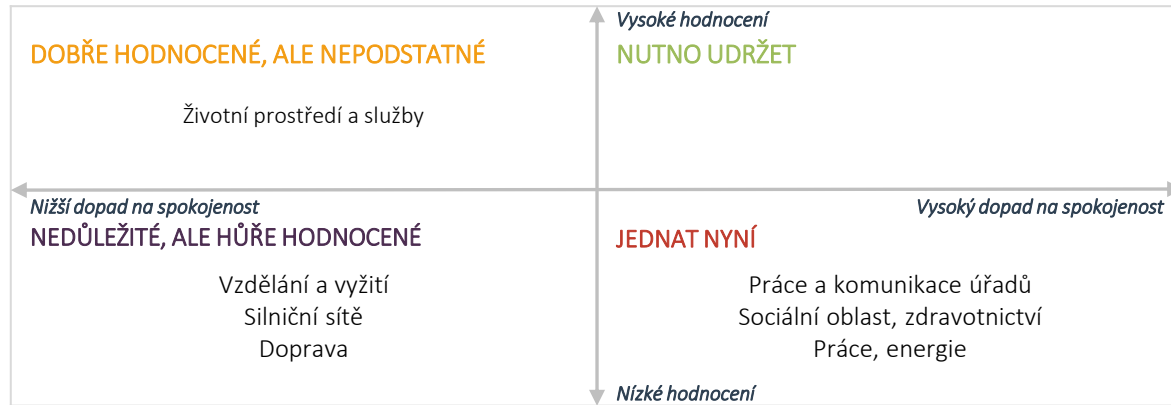 Vysoké hodnocení
DOBŘE HODNOCENÉ, ALE NEPODSTATNÉ
NUTNO UDRŽET
Životní prostředí a služby
Nižší dopad na spokojenost
Vysoký dopad na spokojenost
NEDŮLEŽITÉ, ALE HŮŘE HODNOCENÉ
JEDNAT NYNÍ
Vzdělání a vyžití
Silniční sítě
Doprava
Práce a komunikace úřadů
Sociální oblast, zdravotnictví
Práce, energie
Nízké hodnocení